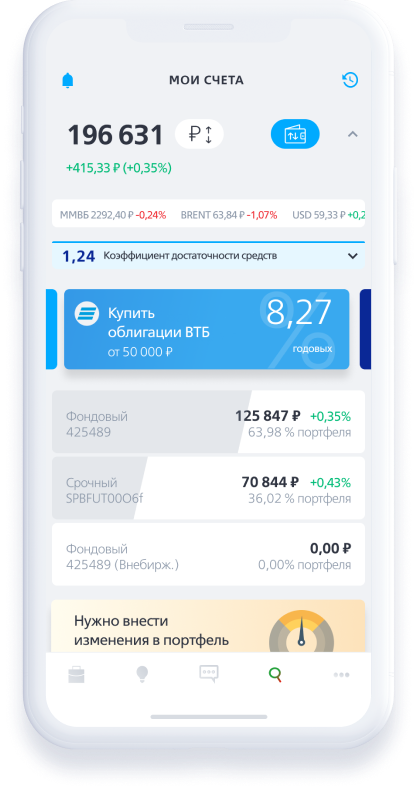 МОИ СЧЕТА
196 631 ₽
+415,33 ₽ (+0,35%)
ММВБ 2292,40 ₽ -0,24% BRENT 63,84 ₽ -1,07% USD 59,33 ₽ +0,2
1,24 Коэффициент достаточности средств
Купить
облигации ВТБ
от 50 000 ₽
8,27
%
годовых
Фондовый 125 847 ₽ +0,35%
425489 63,98 % портфеля
Срочный 70 844 ₽ +0,43%
SPBFUT00O6f 36,02 % портфеля
Фондовый 0,00 ₽
425489 (Внебирж.) 0,00% портфеля
Нужно внести
изменения в портфель